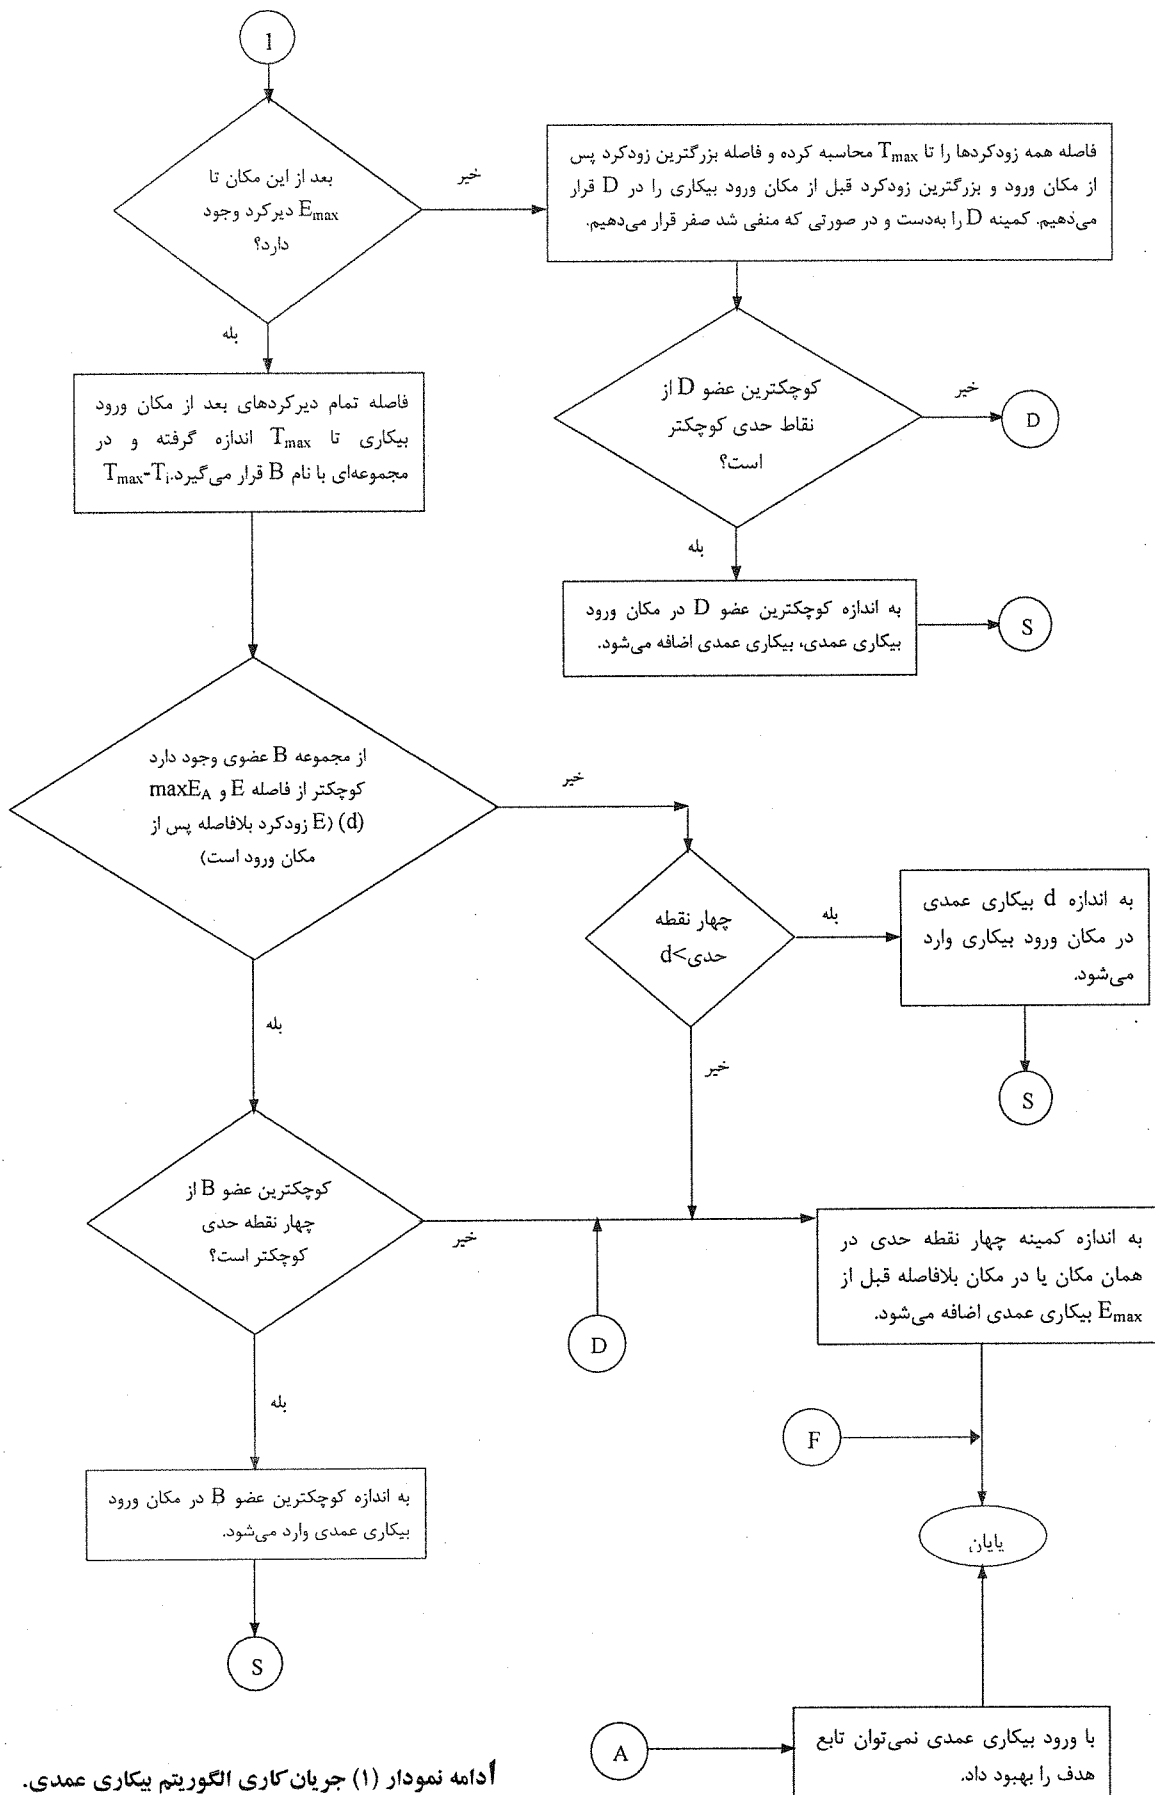 1
بعد از این مکان تا
E_max دیرکرد وجود
دارد؟
خیر
بله
فاصله همه زودکردها را تا T_max محاسبه کرده و فاصله بزرگترین زودکرد پس
از مکان ورود و بزرگترین زودکرد قبل از مکان ورود بیکاری را در D قرار
می‌دهیم. کمینه D را به‌دست و در صورتی که منفی شد صفر قرار می‌دهیم.
کوچکترین عضو D از
نقاط حدی کوچکتر
است؟
خیر
D
بله
به اندازه کوچکترین عضو D در مکان ورود
بیکاری عمدی، بیکاری عمدی اضافه می‌شود.
S
فاصله تمام دیرکردهای بعد از مکان ورود
بیکاری تا T_max اندازه گرفته و در
مجموعه‌ای با نام B قرار می‌گیرد.T_max-T_i
از مجموعه B عضوی وجود دارد
کوچکتر از فاصله E و maxE_A
(d) (E زودکرد بلافاصله پس از
مکان ورود است)
خیر
بله
چهار نقطه
حدی>d
بله
خیر
به اندازه d بیکاری عمدی
در مکان ورود بیکاری وارد
می‌شود.
S
کوچکترین عضو B از
چهار نقطه حدی
کوچکتر است؟
خیر
بله
D
به اندازه کمینه چهار نقطه حدی در
همان مکان یا در مکان بلافاصله قبل از
E_max بیکاری عمدی اضافه می‌شود.
F
پایان
به اندازه کوچکترین عضو B در مکان ورود
بیکاری عمدی وارد می‌شود.
S
A
با ورود بیکاری عمدی نمی‌توان تابع
هدف را بهبود داد.
أدامه نمودار (۱) جریان کاری الگوریتم بیکاری عمدی.